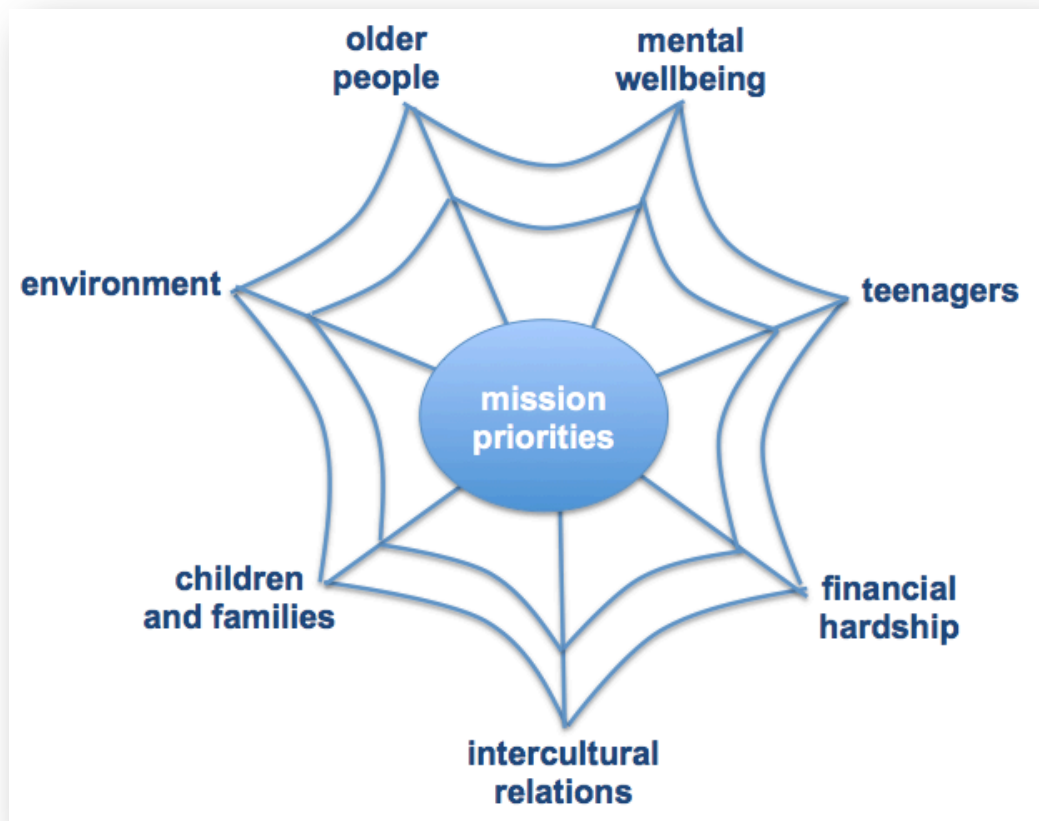 older
people
mental
wellbeing
environment
teenagers
mission
priorities
children
and families
financial
hardship
intercultural
relations